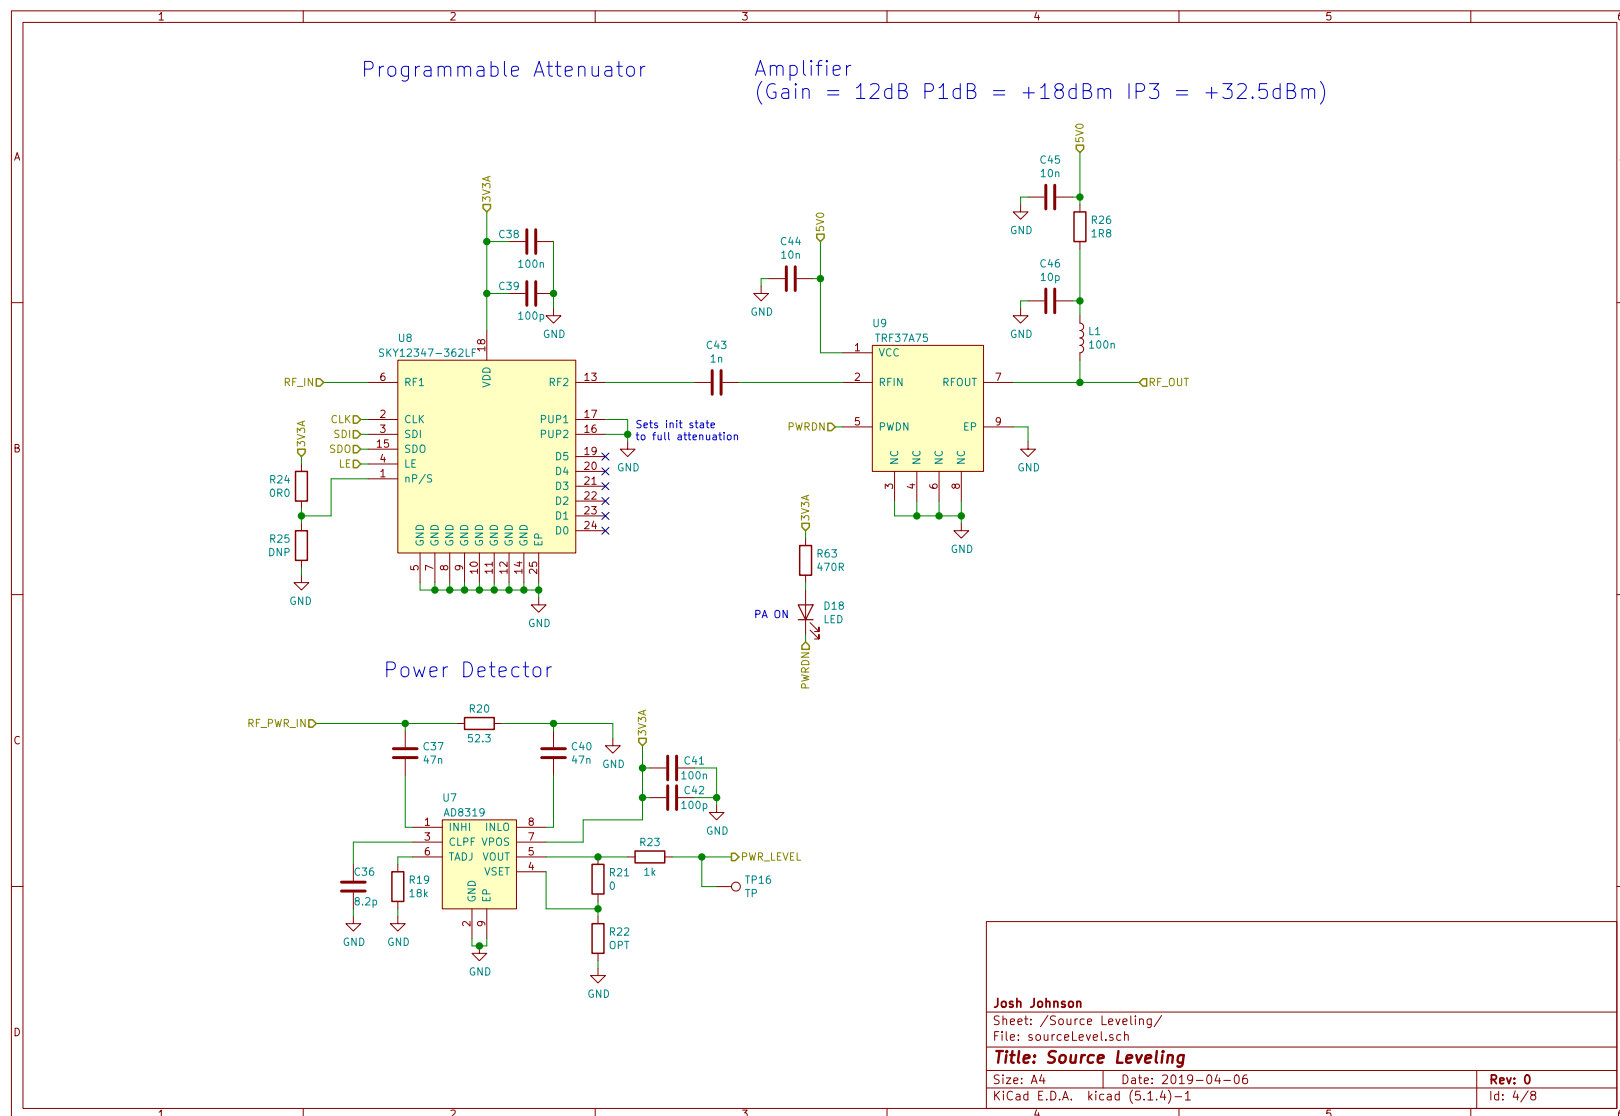 1 2 3 4 5 6
Programmable Attenuator
Amplifier
(Gain = 12dB P1dB = +18dBm IP3 = +32.5dBm)
A
B
C
D
3V3A
C38
100n
C39
100p
GND
U8
SKY12347-362LF
18
VDD
RF_IN
6
RF1
RF2
13
CLK
2
CLK
PUP1
17
SDI
3
SDI
PUP2
16
SDO
15
SDO
LE
4
LE
1
nP/S
D5
19
D4
20
D3
21
D2
22
D1
23
D0
24
Sets init state
to full attenuation
GND
3V3A
R24
0R0
R25
DNP
GND
GND GND GND GND GND GND GND GND EP
5 7 8 9 10 11 12 14 25
GND
C43
1n
5V0
C44
10n
GND
U9
TRF37A75
1
VCC
2
RFIN
RFOUT
7
PWRDN
5
PWDN
EP
9
GND
NC NC NC NC
3 4 6 8
GND
5V0
C45
10n
GND
R26
1R8
C46
10p
GND
L1
100n
RF_OUT
3V3A
R63
470R
PA ON
D18
LED
PWRDN
Power Detector
RF_PWR_IN
R20
52.3
GND
C37
47n
C40
47n
3V3A
C41
100n
C42
100p
GND
U7
AD8319
1
INHI
INLO
8
3
CLPF
VPOS
7
6
TADJ
VOUT
5
VSET
4
GND EP
2 9
GND
C36
8.2p
GND
R19
18k
GND
R23
1k
PWR_LEVEL
TP16
TP
R21
0
R22
OPT
GND
Josh Johnson
Sheet: /Source Leveling/
File: sourceLevel.sch
Title: Source Leveling
Size: A4 Date: 2019-04-06 Rev: 0
KiCad E.D.A. kicad (5.1.4)-1 Id: 4/8
1 2 3 4 5